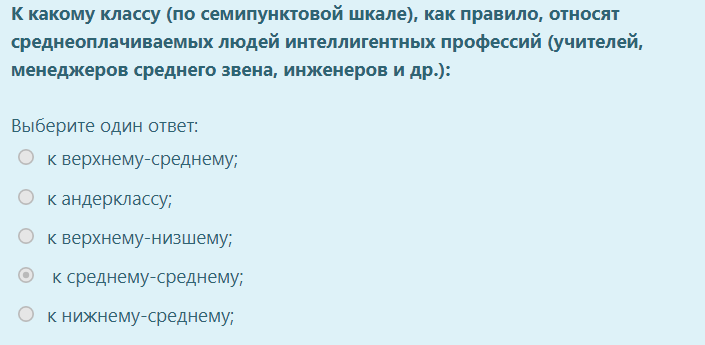 К какому классу (по семипунктовой шкале), как правило, относят
среднеоплачиваемых людей интеллигентных профессий (учителей,
менеджеров среднего звена, инженеров и др.):
Выберите один ответ:
к верхнему-среднему;
к андерклассу;
к верхнему-низшему;
к среднему-среднему;
к нижнему-среднему;